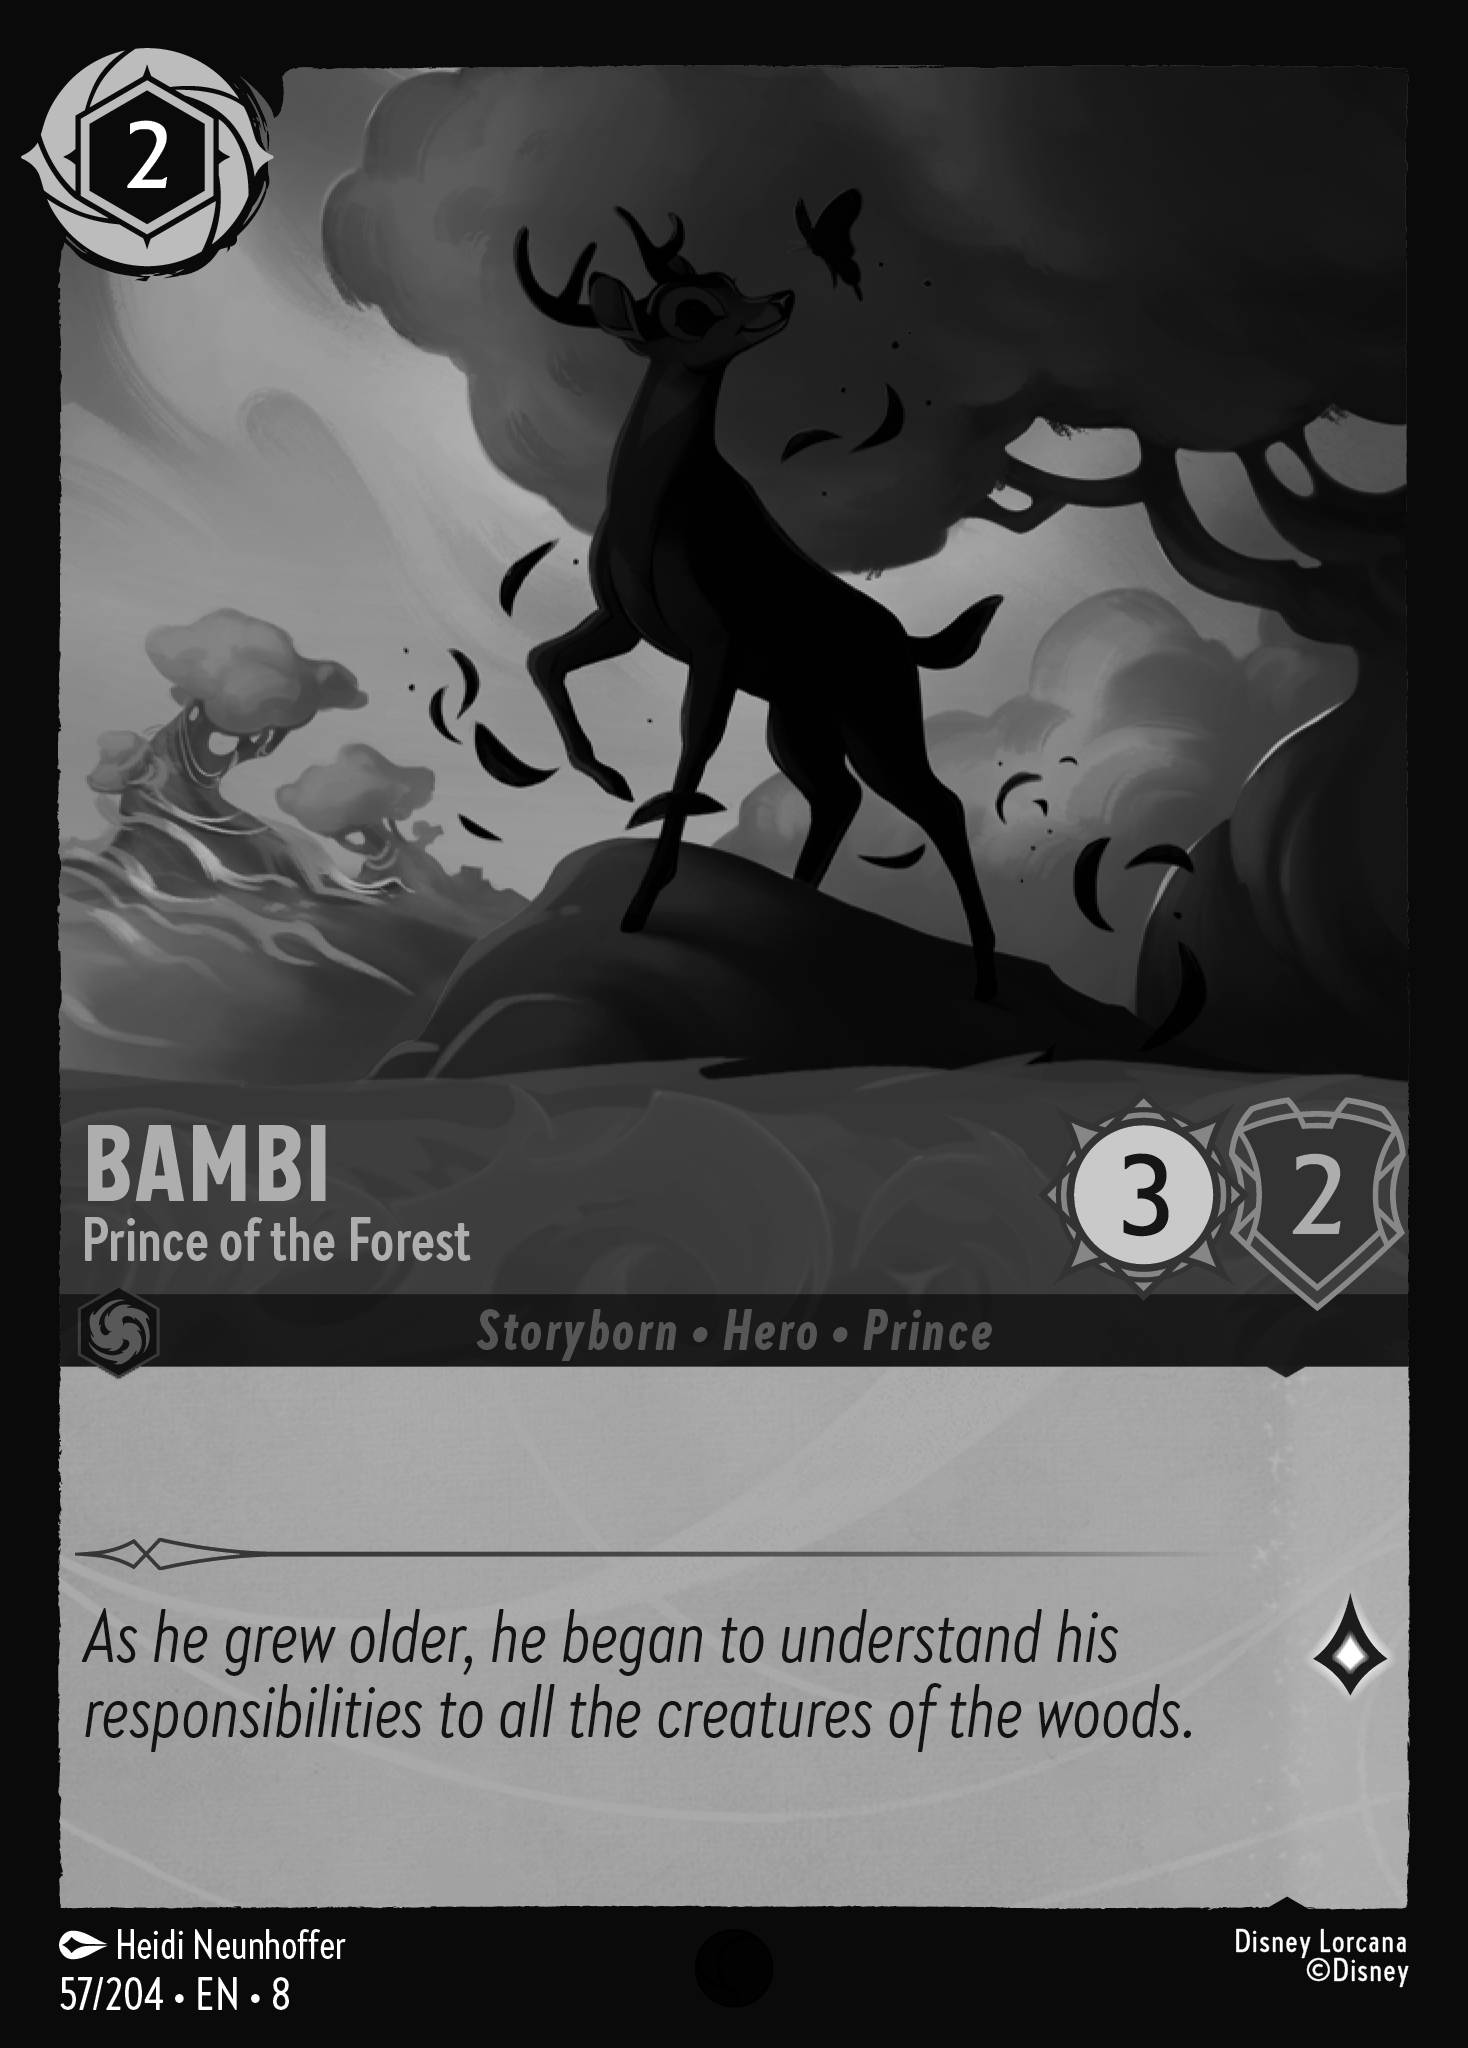 2
BAMBI
Prince of the Forest
3
2
Storyborn • Hero • Prince
As he grew older, he began to understand his
responsibilities to all the creatures of the woods.
Heidi Neunhoffer
57/204 • EN • 8
Disney Lorcana
©Disney